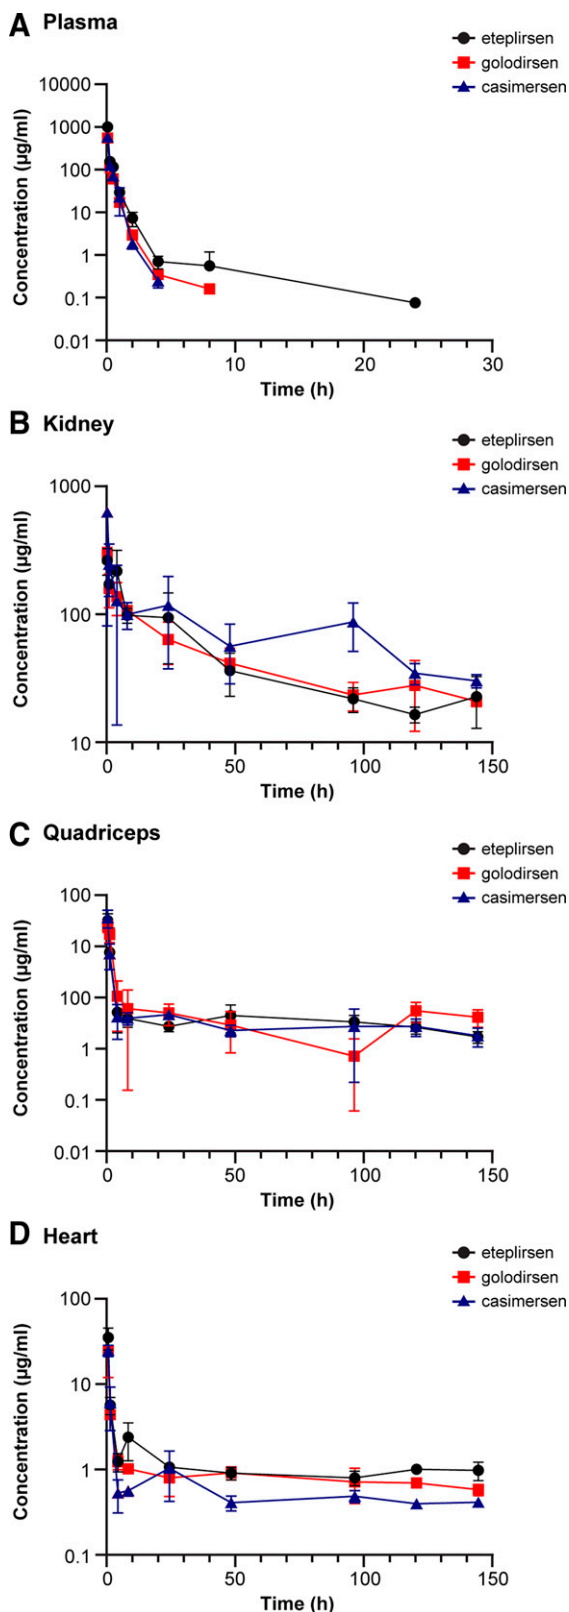 A Plasma
eteplirsen
golodirsen
casimersen
Concentration (µg/ml)
10000
1000
100
10
1
0.1
0.01
0 10 20 30
Time (h)
B Kidney
eteplirsen
golodirsen
casimersen
Concentration (µg/ml)
1000
100
10
0 50 100 150
Time (h)
C Quadriceps
eteplirsen
golodirsen
casimersen
Concentration (µg/ml)
100
10
100
1
0.1
0.01
0 50 100 150
Time (h)
D Heart
eteplirsen
golodirsen
casimersen
Concentration (µg/ml)
100
10
1
0.1
0 50 100 150
Time (h)